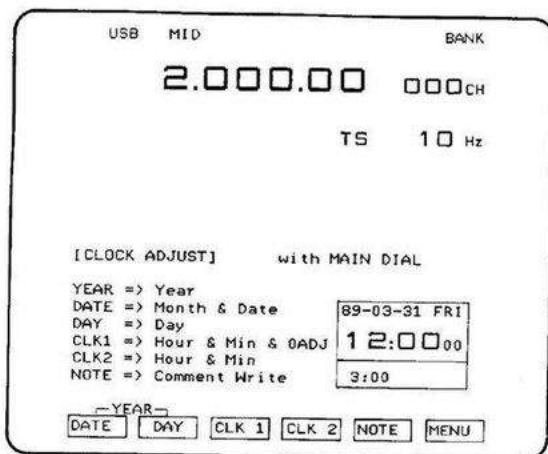 USB MID BANK
2.000.00 000CH
TS 10 Hz
[CLOCK ADJUST] with MAIN DIAL
YEAR => Year
DATE => Month & Date
DAY => Day
CLK1 => Hour & Min & 0ADJ
CLK2 => Hour & Min
NOTE => Comment Write
89-03-31 FRI
12:00 00
3:00
YEAR
DATE DAY CLK 1 CLK 2 NOTE MENU